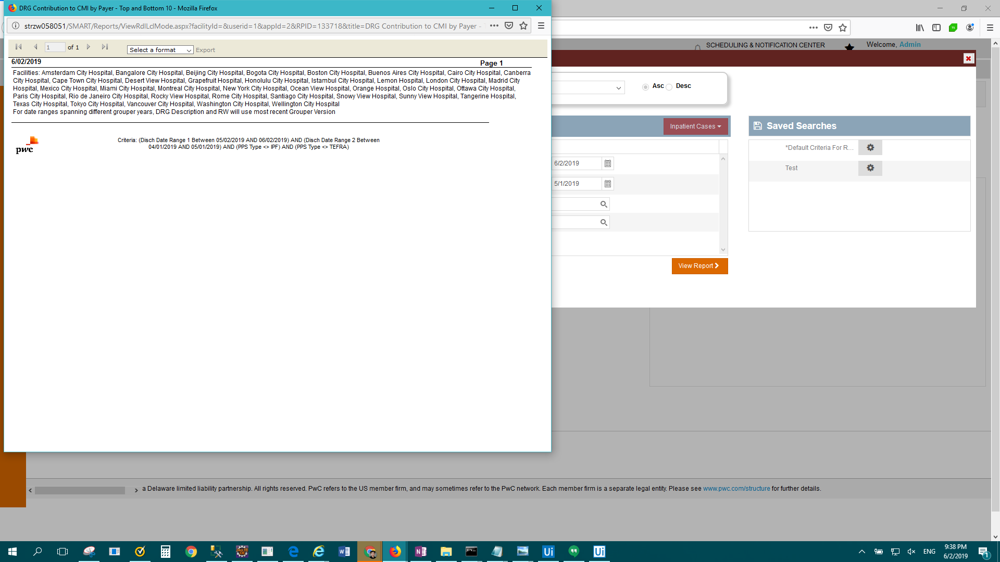 DRG Contribution to CMI by Payer - Top and Bottom 10 - Mozilla Firefox
strzw058051/SMART/Reports/ViewRdlLclMode.aspx?facilityId=&userid=1&appId=2&RPID=133718&title=DRG Contribution to CMI by Payer -
1 of 1 Select a format Export
6/02/2019 Page 1
Facilities: Amsterdam City Hospital, Bangalore City Hospital, Beijing City Hospital, Bogota City Hospital, Boston City Hospital, Buenos Aires City Hospital, Cairo City Hospital, Canberra
City Hospital, Cape Town City Hospital, Desert View Hospital, Grapefruit Hospital, Honolulu City Hospital, Istambul City Hospital, Lemon Hospital, London City Hospital, Madrid City
Hospital, Mexico City Hospital, Miami City Hospital, Montreal City Hospital, New York City Hospital, Ocean View Hospital, Orange Hospital, Oslo City Hospital, Ottawa City Hospital,
Paris City Hospital, Rio de Janeiro City Hospital, Rocky View Hospital, Rome City Hospital, Santiago City Hospital, Snowy View Hospital, Sunny View Hospital, Tangerine Hospital,
Texas City Hospital, Tokyo City Hospital, Vancouver City Hospital, Washington City Hospital, Wellington City Hospital
For date ranges spanning different grouper years, DRG Description and RW will use most recent Grouper Version
pwc
Criteria: (Disch Date Range 1 Between 05/02/2019 AND 06/02/2019) AND (Disch Date Range 2 Between
04/01/2019 AND 05/01/2019) AND (PPS Type <> IPF) AND (PPS Type <> TEFRA)
SCHEDULING & NOTIFICATION CENTER
Welcome, Admin
Asc Desc
Inpatient Cases
Saved Searches
*Default Criteria For R...
Test
6/2/2019
5/1/2019
View Report
a Delaware limited liability partnership. All rights reserved. PwC refers to the US member firm, and may sometimes refer to the PwC network. Each member firm is a separate legal entity. Please see www.pwc.com/structure for further details.
ENG
9:38 PM
6/2/2019
1